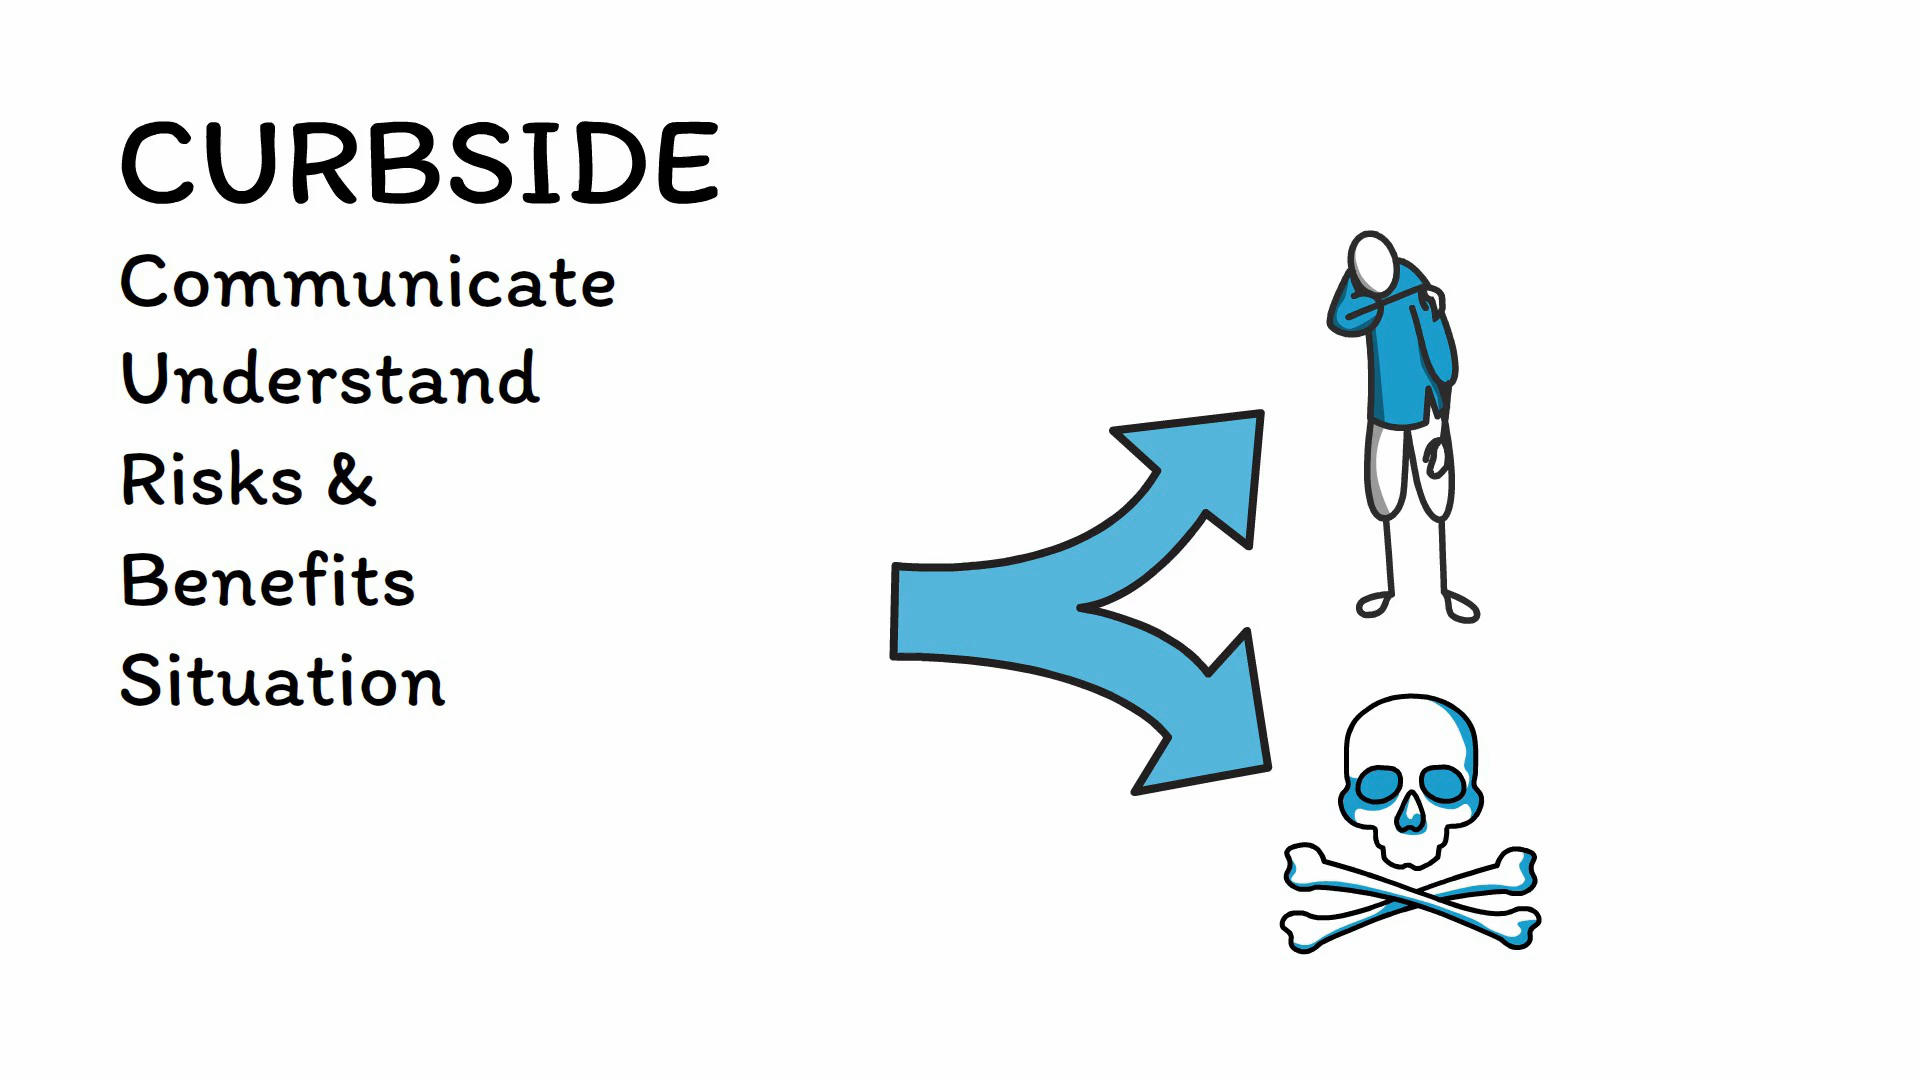 CURBSIDE
Communicate
Understand
Risks &
Benefits
Situation